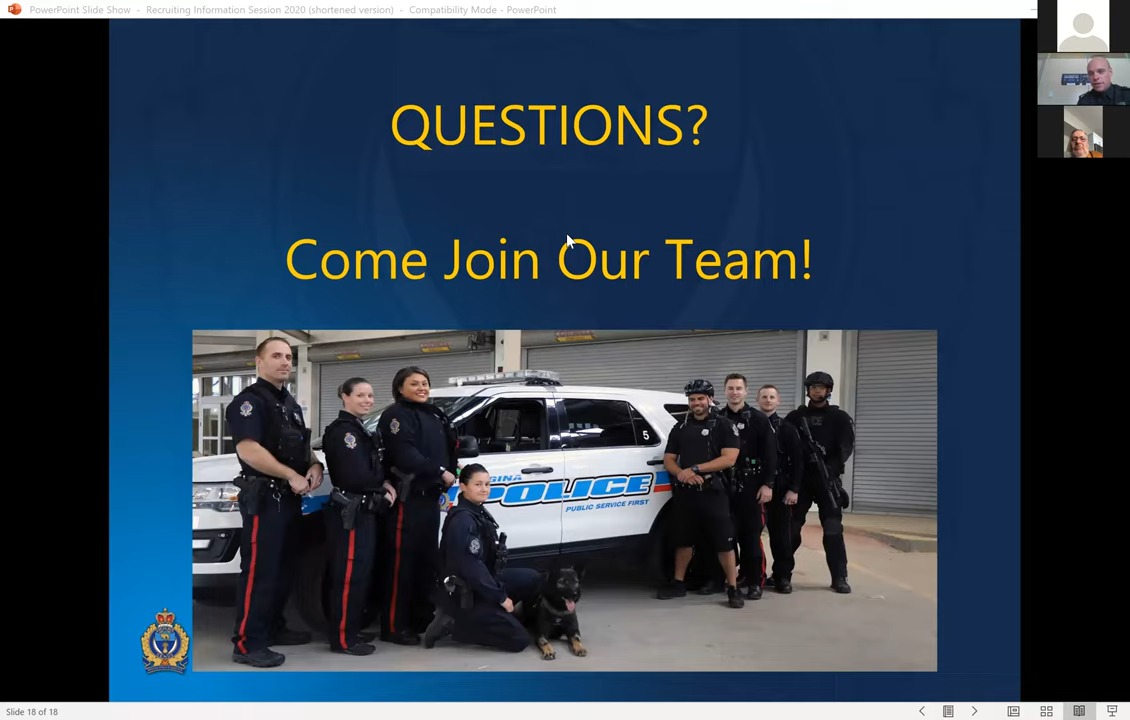 PowerPoint Slide Show - Recruiting Information Session 2020 (shortened version) - Compatibility Mode - PowerPoint
QUESTIONS?
Come Join Our Team!
5
GINA
POLICE
PUBLIC SERVICE FIRST
Slide 18 of 18